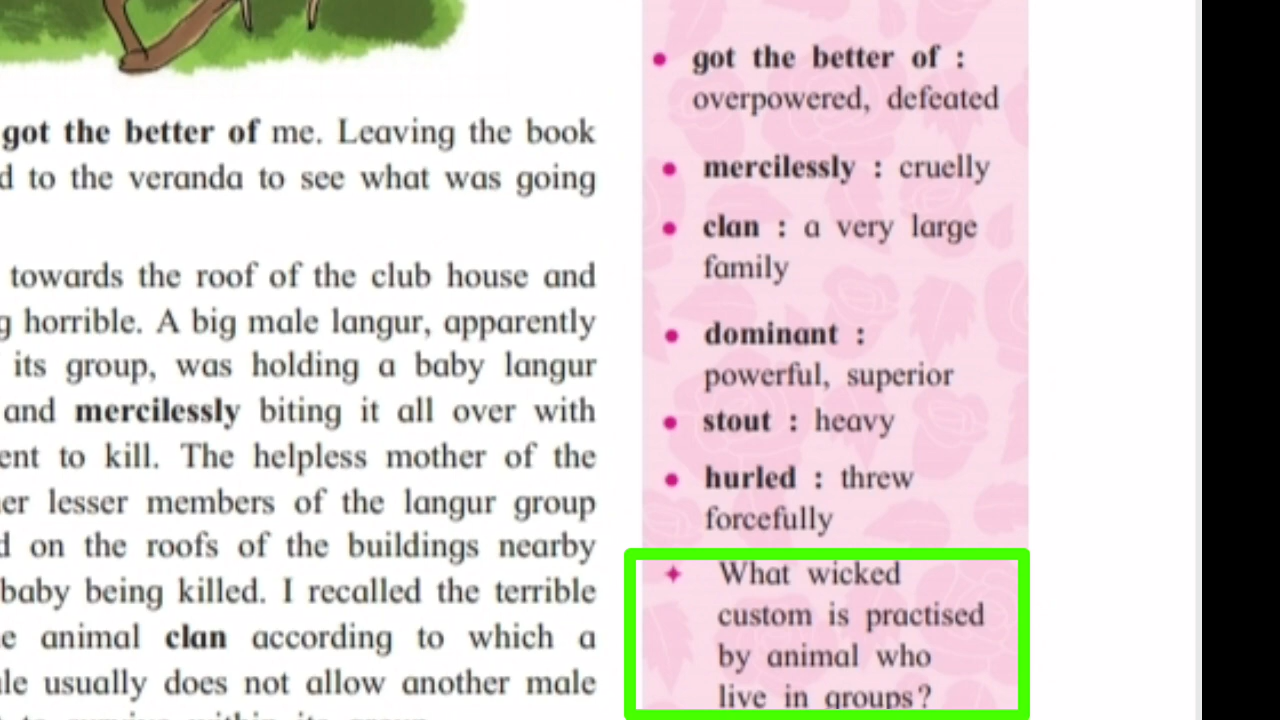 got the better of me. Leaving the book
to the veranda to see what was going
towards the roof of the club house and
horrible. A big male langur, apparently
its group, was holding a baby langur
and mercilessly biting it all over with
to kill. The helpless mother of the
lesser members of the langur group
on the roofs of the buildings nearby
baby being killed. I recalled the terrible
animal clan according to which a
usually does not allow another male
• got the better of :
overpowered, defeated
• mercilessly : cruelly
• clan : a very large
family
• dominant :
powerful, superior
• stout : heavy
• hurled : threw
forcefully
✦ What wicked
custom is practised
by animal who
live in groups?